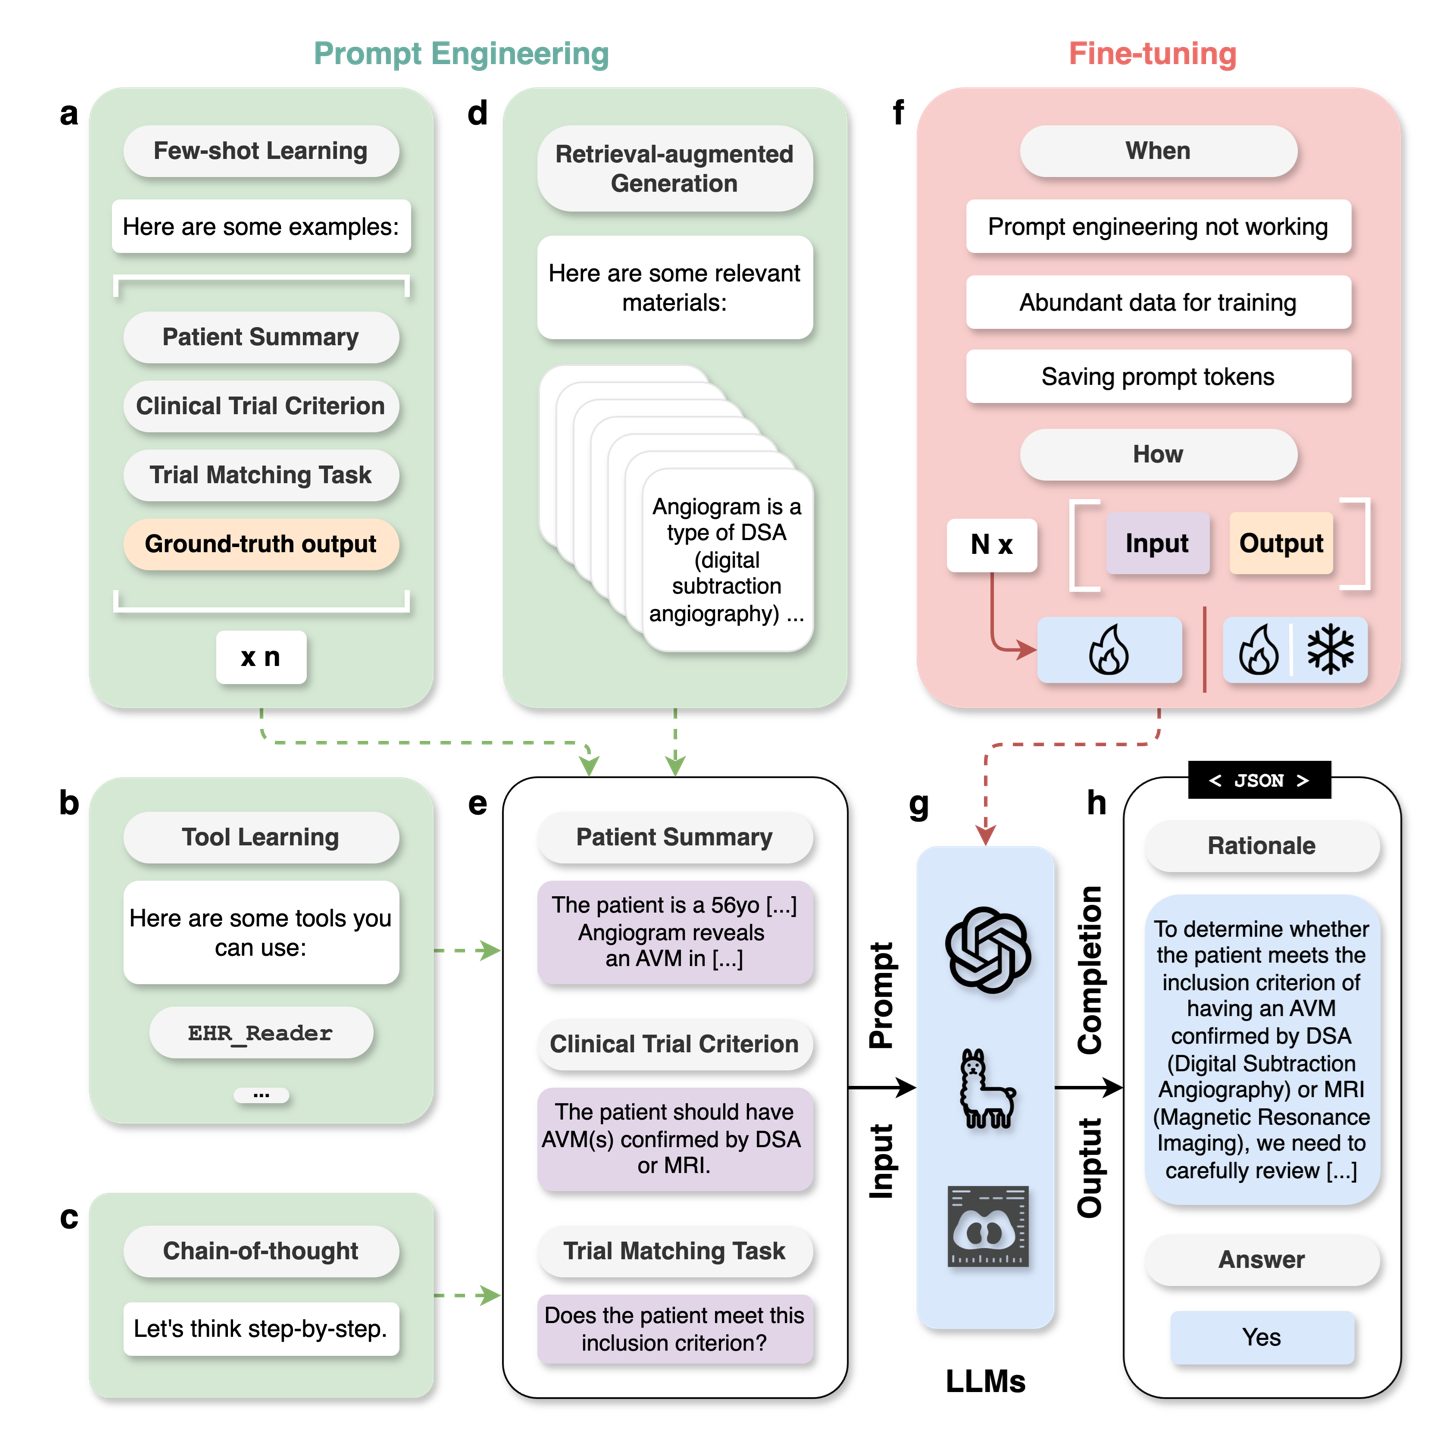 Prompt Engineering
Fine-tuning
a
Few-shot Learning
Here are some examples:
Patient Summary
Clinical Trial Criterion
Trial Matching Task
Ground-truth output
x n
d
Retrieval-augmented
Generation
Here are some relevant
materials:
Angiogram is a
type of DSA
(digital
subtraction
angiography) ...
f
When
Prompt engineering not working
Abundant data for training
Saving prompt tokens
How
N x
Input
Output
b
Tool Learning
Here are some tools you
can use:
EHR_Reader
...
c
Chain-of-thought
Let's think step-by-step.
e
Patient Summary
The patient is a 56yo [...]
Angiogram reveals
an AVM in [...]
Clinical Trial Criterion
The patient should have
AVM(s) confirmed by DSA
or MRI.
Trial Matching Task
Does the patient meet this
inclusion criterion?
Prompt
Input
g
LLMs
Completion
Ouptut
h
< JSON >
Rationale
To determine whether
the patient meets the
inclusion criterion of
having an AVM
confirmed by DSA
(Digital Subtraction
Angiography) or MRI
(Magnetic Resonance
Imaging), we need to
carefully review [...]
Answer
Yes